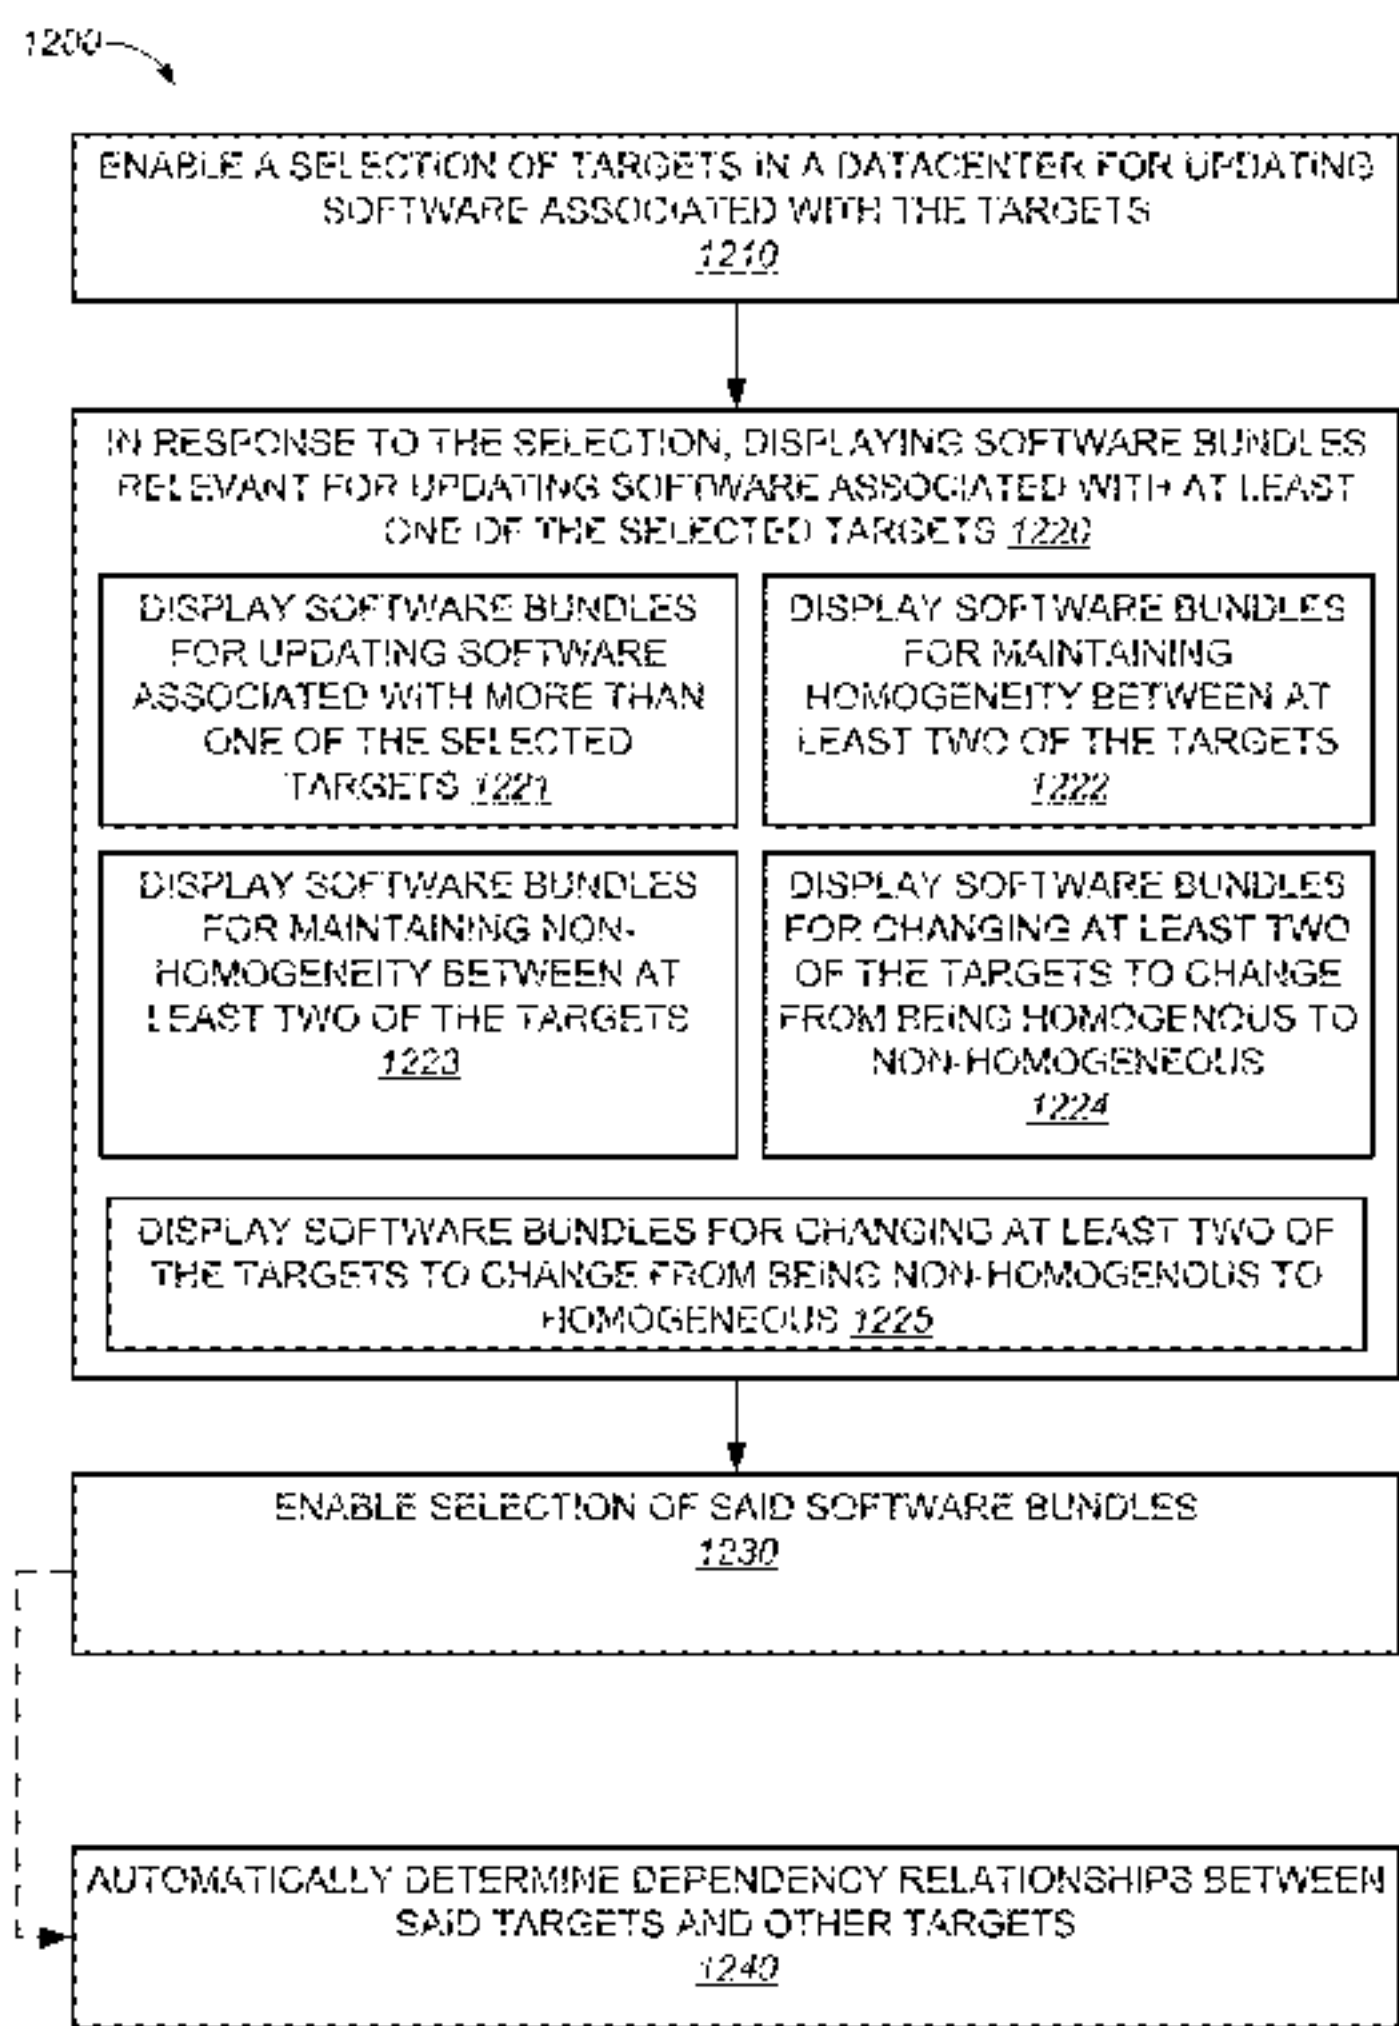 1200
ENABLE A SELECTION OF TARGETS IN A DATACENTER FOR UPDATING
SOFTWARE ASSOCIATED WITH THE TARGETS
1210
IN RESPONSE TO THE SELECTION, DISPLAYING SOFTWARE BUNDLES
RELEVANT FOR UPDATING SOFTWARE ASSOCIATED WITH AT LEAST
ONE OF THE SELECTED TARGETS 1220
DISPLAY SOFTWARE BUNDLES
FOR UPDATING SOFTWARE
ASSOCIATED WITH MORE THAN
ONE OF THE SELECTED
TARGETS 1221
DISPLAY SOFTWARE BUNDLES
FOR MAINTAINING
HOMOGENEITY BETWEEN AT
LEAST TWO OF THE TARGETS
1222
DISPLAY SOFTWARE BUNDLES
FOR MAINTAINING NON-
HOMOGENEITY BETWEEN AT
LEAST TWO OF THE TARGETS
1223
DISPLAY SOFTWARE BUNDLES
FOR CHANGING AT LEAST TWO
OF THE TARGETS TO CHANGE
FROM BEING HOMOGENOUS TO
NON-HOMOGENEOUS
1224
DISPLAY SOFTWARE BUNDLES FOR CHANGING AT LEAST TWO OF
THE TARGETS TO CHANGE FROM BEING NON-HOMOGENOUS TO
HOMOGENEOUS 1225
ENABLE SELECTION OF SAID SOFTWARE BUNDLES
1230
AUTOMATICALLY DETERMINE DEPENDENCY RELATIONSHIPS BETWEEN
SAID TARGETS AND OTHER TARGETS
1240